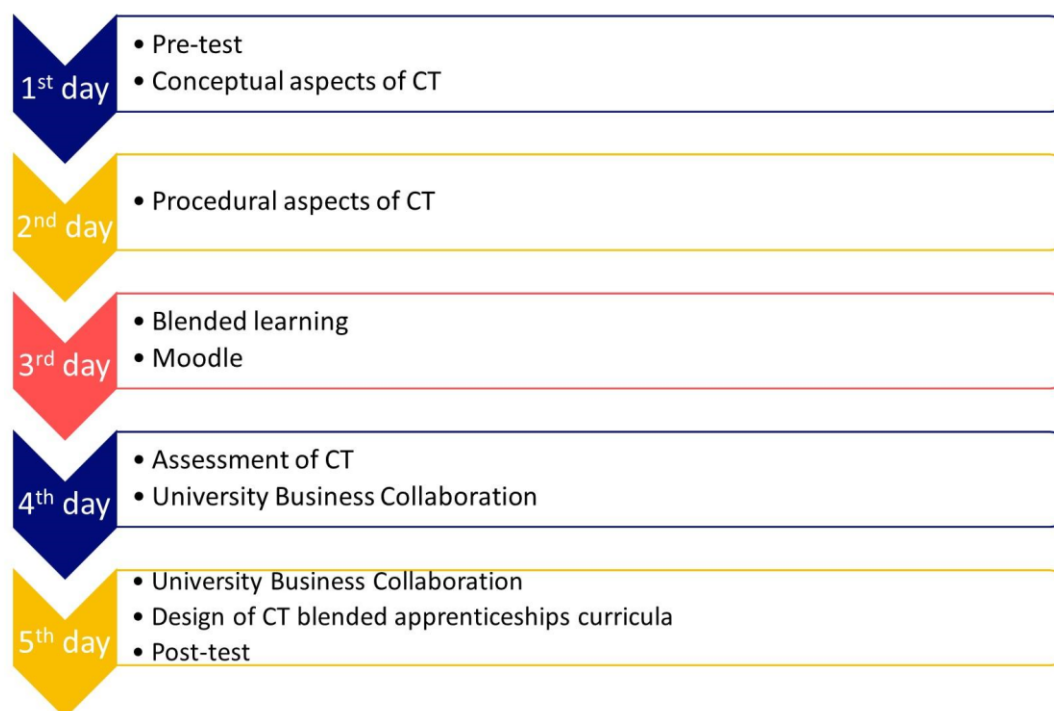 1st day
• Pre-test
• Conceptual aspects of CT
2nd day
• Procedural aspects of CT
3rd day
• Blended learning
• Moodle
4th day
• Assessment of CT
• University Business Collaboration
5th day
• University Business Collaboration
• Design of CT blended apprenticeships curricula
• Post-test